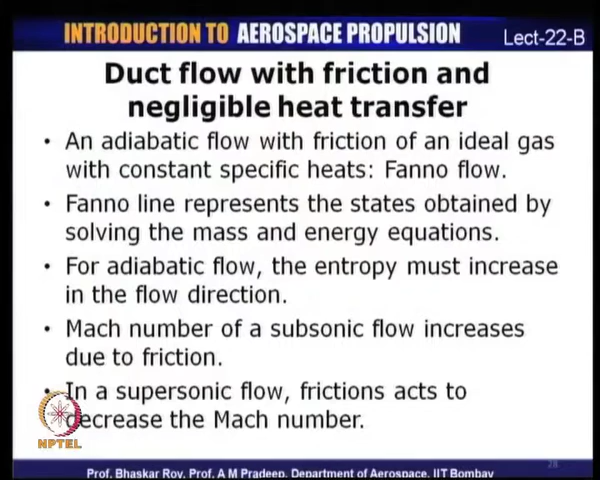 INTRODUCTION TO AEROSPACE PROPULSION
Lect-22-B
Duct flow with friction and
negligible heat transfer
• An adiabatic flow with friction of an ideal gas
with constant specific heats: Fanno flow.
• Fanno line represents the states obtained by
solving the mass and energy equations.
• For adiabatic flow, the entropy must increase
in the flow direction.
• Mach number of a subsonic flow increases
due to friction.
• In a supersonic flow, frictions acts to
decrease the Mach number.
NPTEL
28
Prof. Bhaskar Roy, Prof. A M Pradeep, Department of Aerospace, IIT Bombay